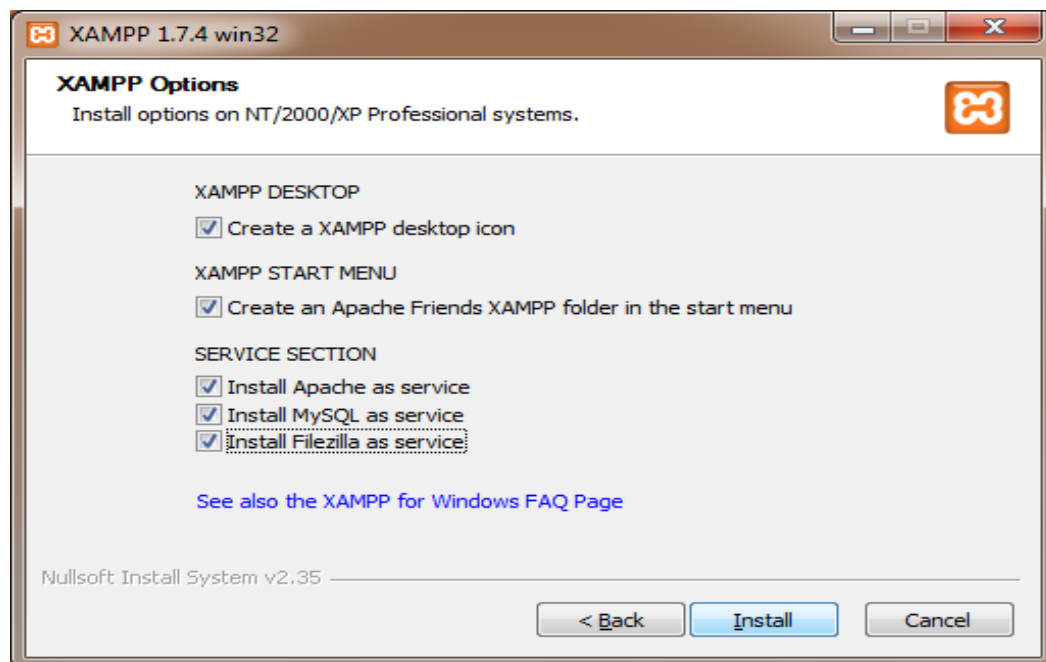 XAMPP 1.7.4 win32
XAMPP Options
Install options on NT/2000/XP Professional systems.
XAMPP DESKTOP
Create a XAMPP desktop icon
XAMPP START MENU
Create an Apache Friends XAMPP folder in the start menu
SERVICE SECTION
Install Apache as service
Install MySQL as service
Install Filezilla as service
See also the XAMPP for Windows FAQ Page
Nullsoft Install System v2.35
< Back Install Cancel